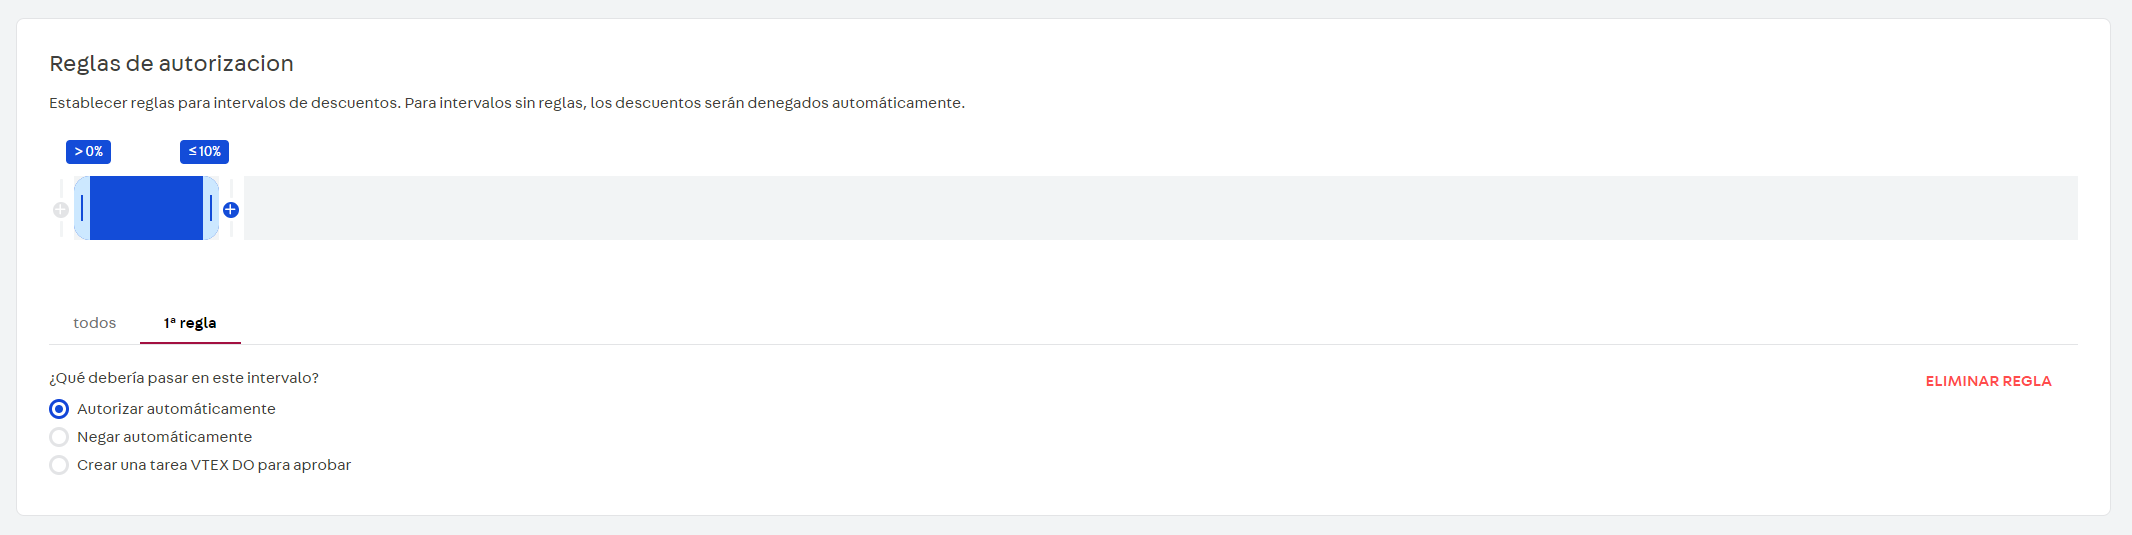 Reglas de autorizacion
Establecer reglas para intervalos de descuentos. Para intervalos sin reglas, los descuentos serán denegados automáticamente.
> 0% ≤10%
todos 1ª regla
¿Qué debería pasar en este intervalo?
ELIMINAR REGLA
Autorizar automáticamente
Negar automáticamente
Crear una tarea VTEX DO para aprobar